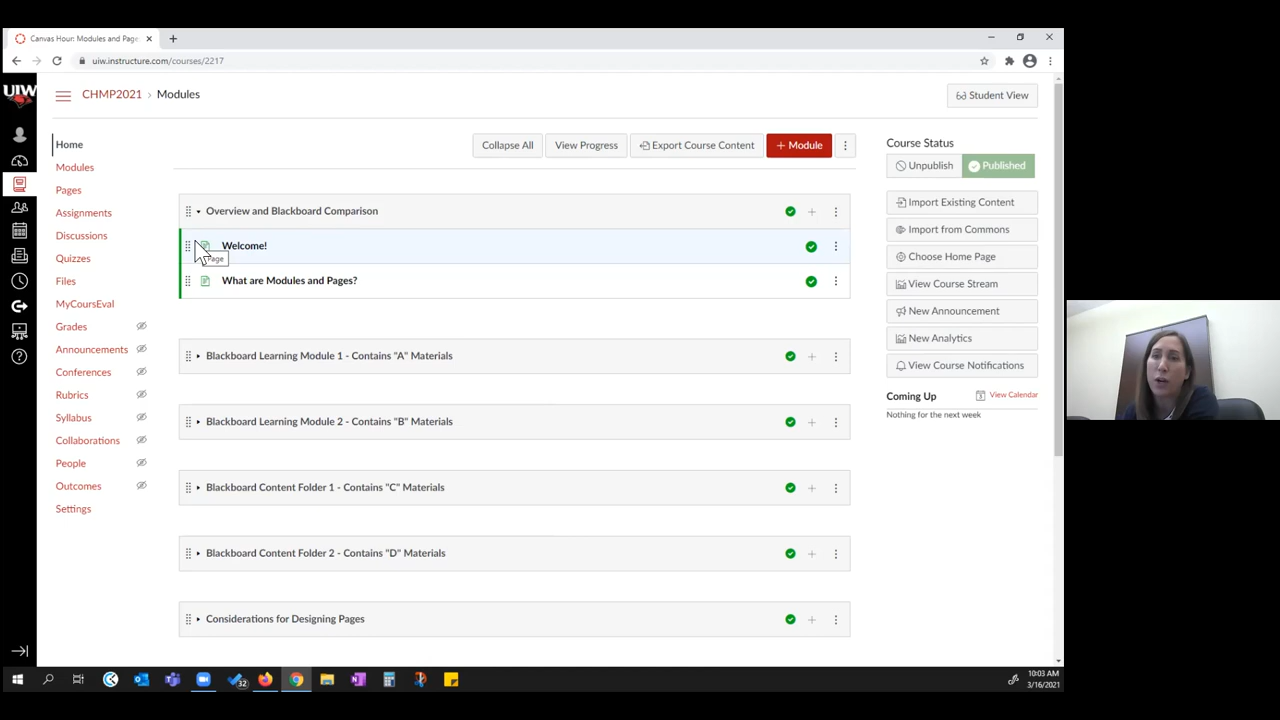 Canvas Hour: Modules and Page
uiw.instructure.com/courses/2217
UIW
CHMP2021 › Modules
Student View
Home
Modules
Pages
Assignments
Discussions
Quizzes
Files
MyCoursEval
Grades
Announcements
Conferences
Rubrics
Syllabus
Collaborations
People
Outcomes
Settings
Collapse All
View Progress
Export Course Content
+ Module
Overview and Blackboard Comparison
Welcome!
Page
What are Modules and Pages?
Blackboard Learning Module 1 - Contains "A" Materials
Blackboard Learning Module 2 - Contains "B" Materials
Blackboard Content Folder 1 - Contains "C" Materials
Blackboard Content Folder 2 - Contains "D" Materials
Considerations for Designing Pages
Course Status
Unpublish
Published
Import Existing Content
Import from Commons
Choose Home Page
View Course Stream
New Announcement
New Analytics
View Course Notifications
Coming Up
View Calendar
Nothing for the next week
32
10:03 AM
3/16/2021